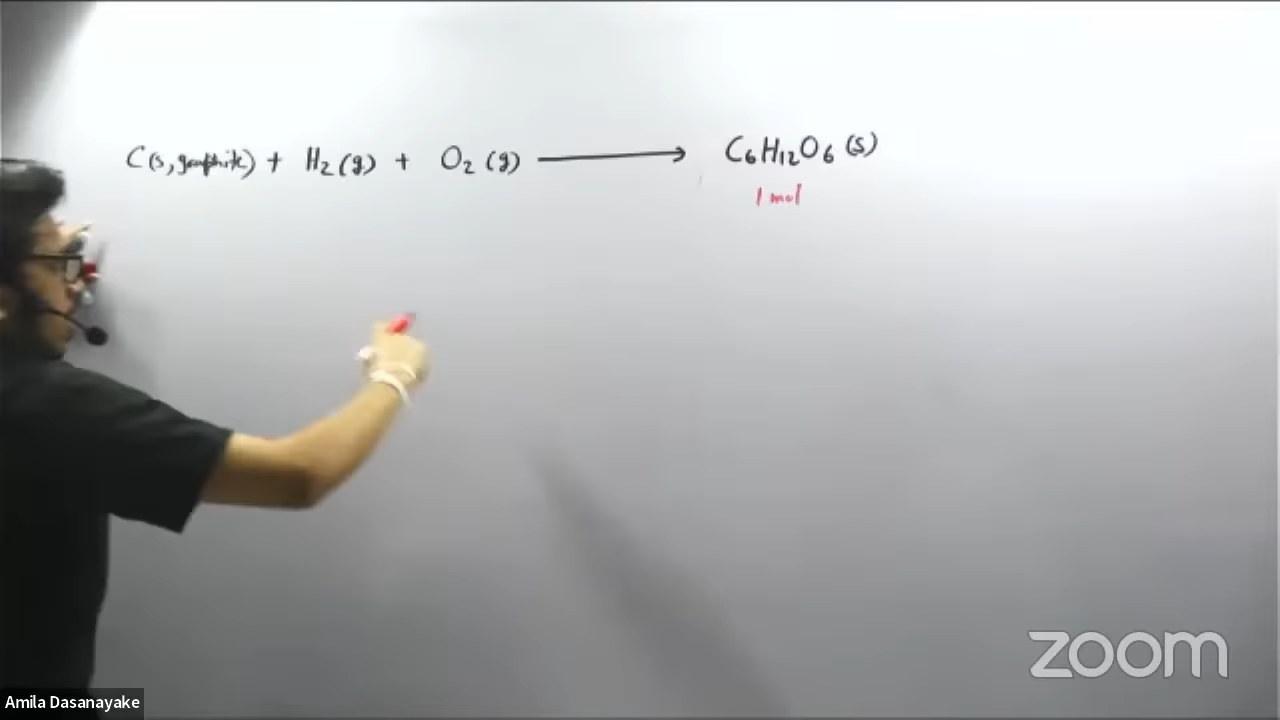 C(s, graphite) + H₂(g) + O₂(g) ⟶ C₆H₁₂O₆(s)
1 mol
zoom
Amila Dasanayake